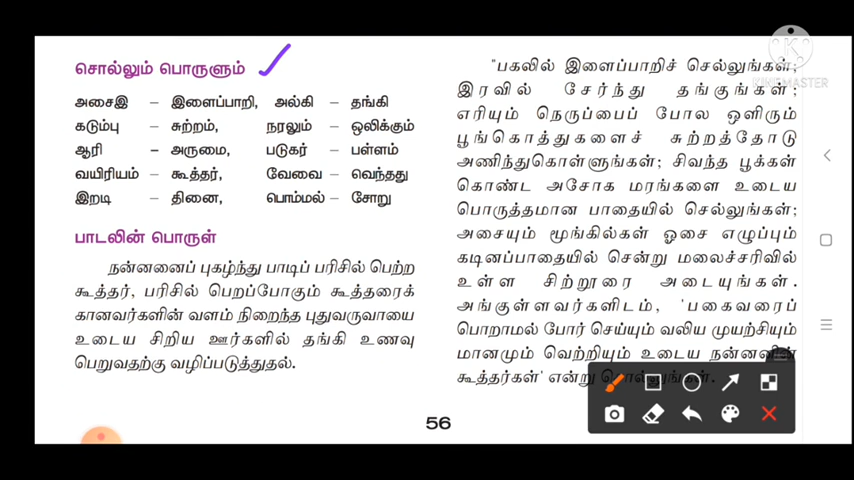 சொல்லும் பொருளும்
அசைஇ – இளைப்பாறி, அல்கி – தங்கி
கடும்பு – சுற்றம், நரலும் – ஒலிக்கும்
ஆரி – அருமை, படுகர் – பள்ளம்
வயிரியம் – கூத்தர், வேவை – வெந்தது
இறடி – தினை, பொம்மல் – சோறு
பாடலின் பொருள்
நன்னனைப் புகழ்ந்து பாடிப் பரிசில் பெற்ற
கூத்தர், பரிசில் பெறப்போகும் கூத்தரைக்
கானவர்களின் வளம் நிறைந்த புதுவருவாயை
உடைய சிறிய ஊர்களில் தங்கி உணவு
பெறுவதற்கு வழிப்படுத்துதல்.
"பகலில் இளைப்பாறிச் செல்லுங்கள்;
இரவில் சேர்ந்து தங்குங்கள்;
எரியும் நெருப்பைப் போல ஒளிரும்
பூங்கொத்துகளைச் சுற்றத்தோடு
அணிந்துகொள்ளுங்கள்; சிவந்த பூக்கள்
கொண்ட அசோக மரங்களை உடைய
பொருத்தமான பாதையில் செல்லுங்கள்;
அசையும் மூங்கில்கள் ஓசை எழுப்பும்
கடினப்பாதையில் சென்று மலைச்சரிவில்
உள்ள சிற்றூரை அடையுங்கள்.
அங்குள்ளவர்களிடம், 'பகைவரைப்
பொறாமல் போர் செய்யும் வலிய முயற்சியும்
மானமும் வெற்றியும் உடைய நன்னனின்
கூத்தர்கள்' என்று சொல்லுங்கள்.
56
KINEMASTER